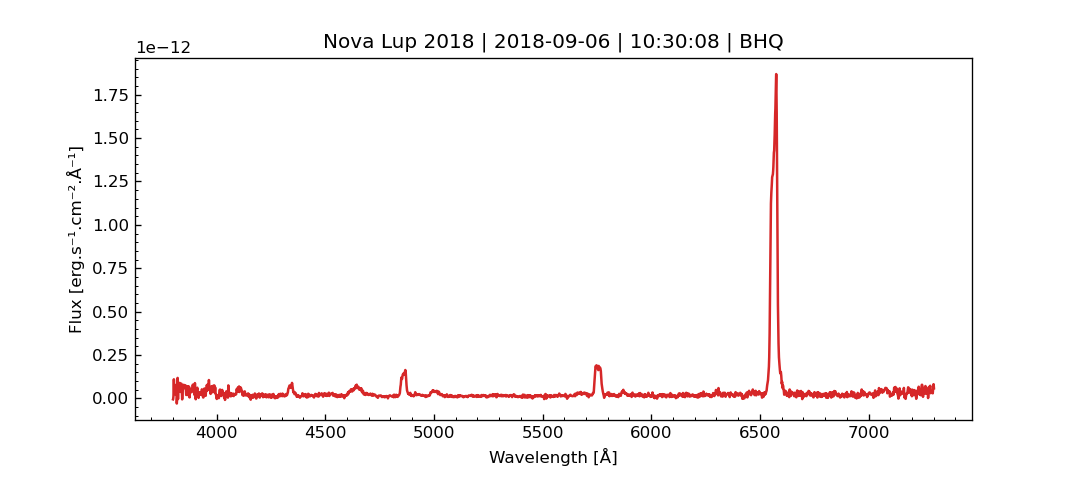 Nova Lup 2018 | 2018-09-06 | 10:30:08 | BHQ
1e−12
1.75
1.50
1.25
1.00
0.75
0.50
0.25
0.00
Flux [erg.s⁻¹.cm⁻².Å⁻¹]
4000 4500 5000 5500 6000 6500 7000
Wavelength [Å]